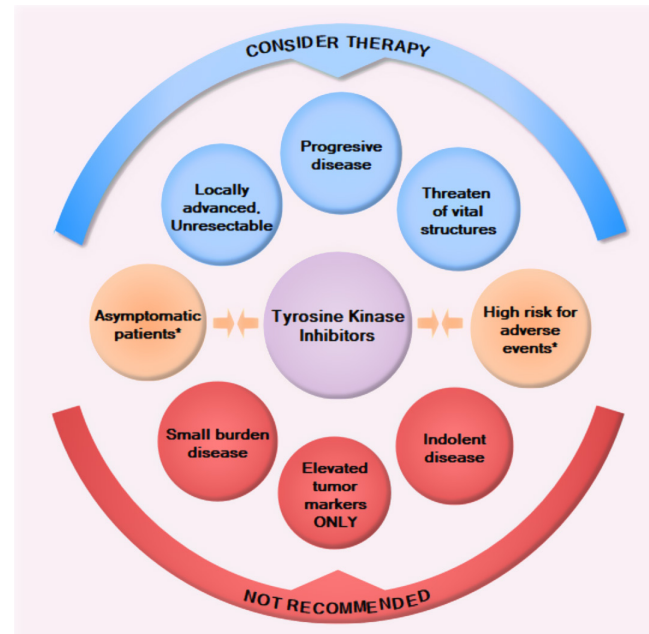 CONSIDER THERAPY
Progresive
disease
Locally
advanced,
Unresectable
Threaten
of vital
structures
Asymptomatic
patients*
Tyrosine Kinase
Inhibitors
High risk for
adverse
events*
Small burden
disease
Elevated
tumor
markers
ONLY
Indolent
disease
NOT RECOMMENDED